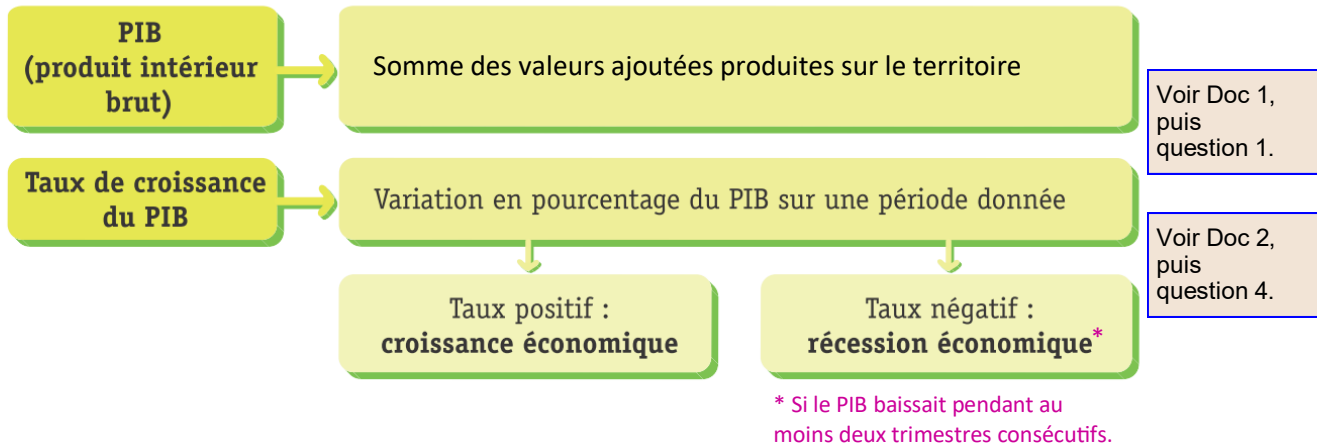 PIB
(produit intérieur
brut)
Somme des valeurs ajoutées produites sur le territoire
Voir Doc 1,
puis
question 1.
Taux de croissance
du PIB
Variation en pourcentage du PIB sur une période donnée
Voir Doc 2,
puis
question 4.
Taux positif :
croissance économique
Taux négatif :
récession économique*
* Si le PIB baissait pendant au
moins deux trimestres consécutifs.